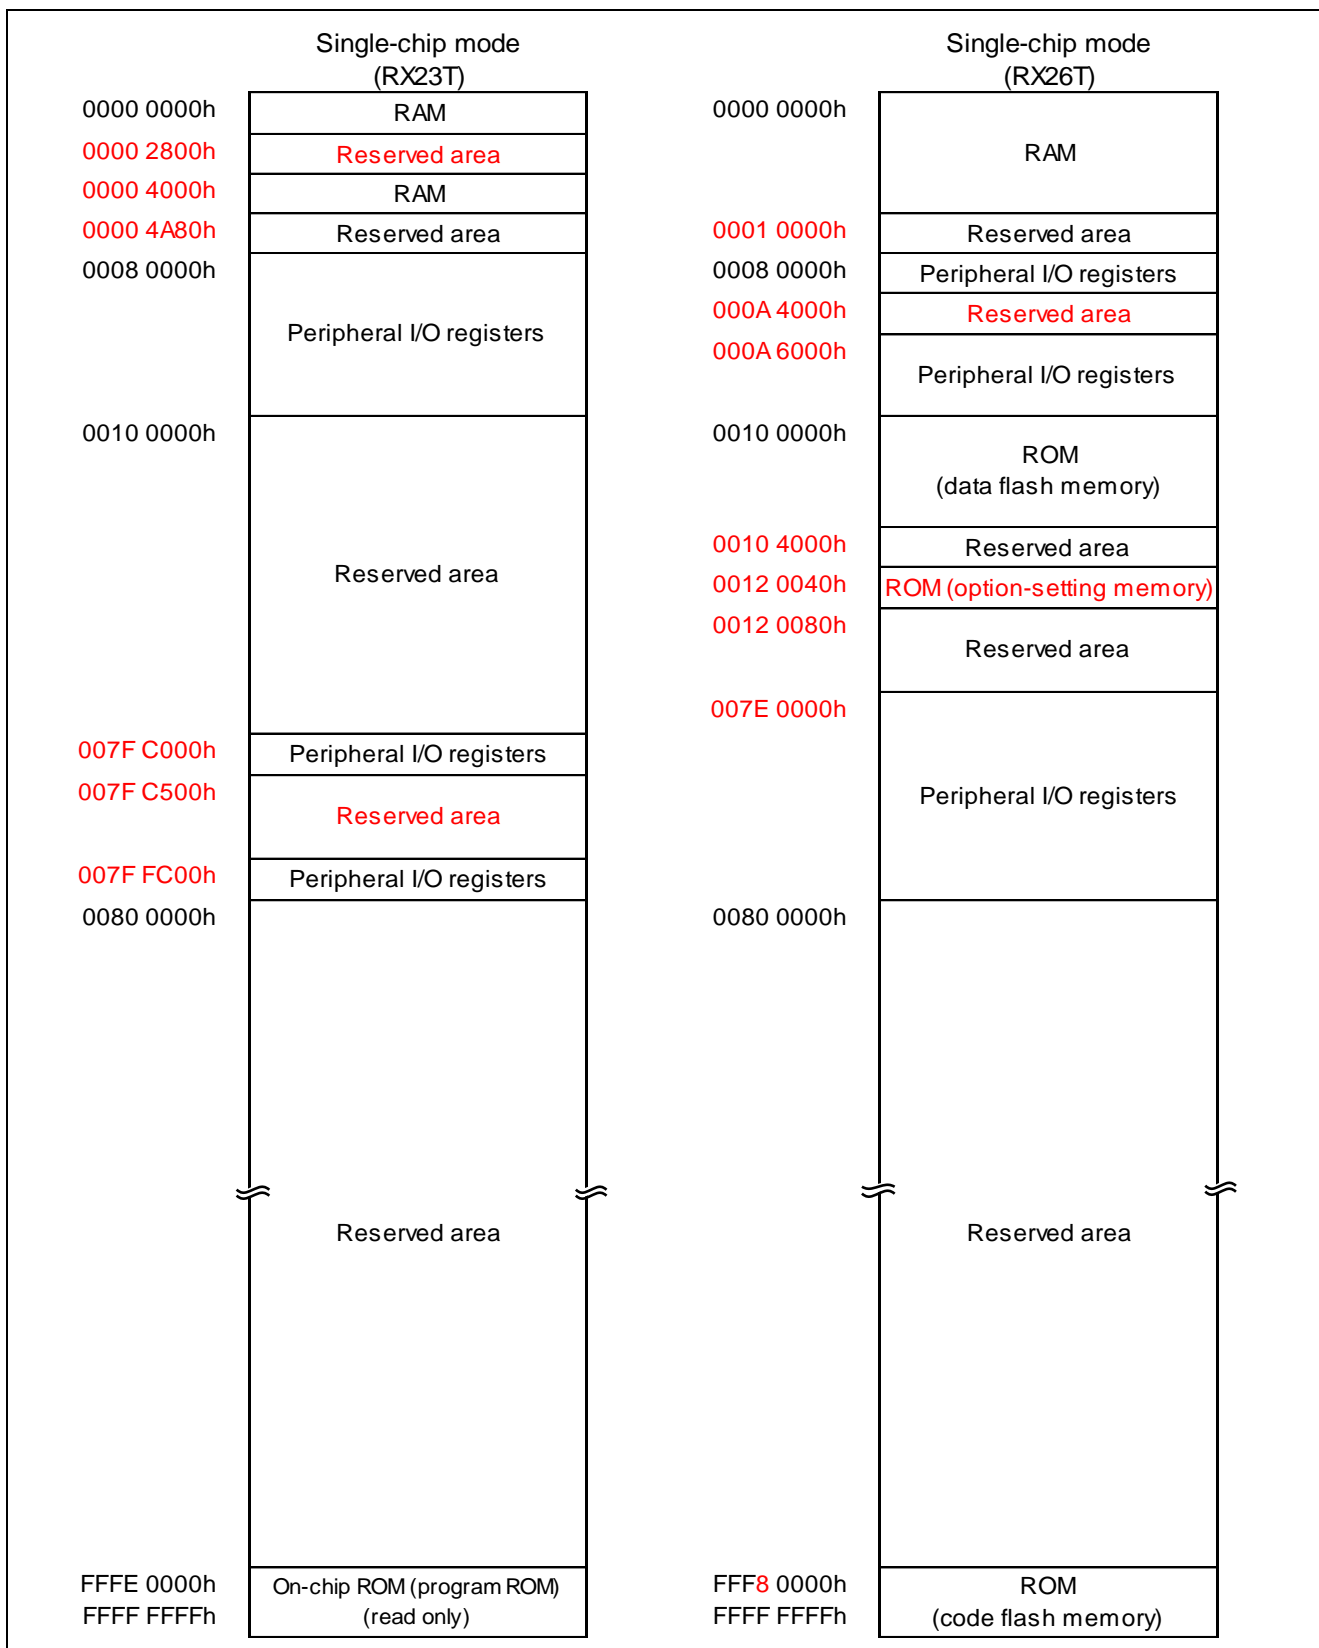 Single-chip mode
(RX23T)
0000 0000h
RAM
0000 2800h
Reserved area
0000 4000h
RAM
0000 4A80h
Reserved area
0008 0000h
Peripheral I/O registers
0010 0000h
Reserved area
007F C000h
Peripheral I/O registers
007F C500h
Reserved area
007F FC00h
Peripheral I/O registers
0080 0000h
Reserved area
FFFE 0000h
FFFF FFFFh
On-chip ROM (program ROM)
(read only)
Single-chip mode
(RX26T)
0000 0000h
RAM
0001 0000h
Reserved area
0008 0000h
Peripheral I/O registers
000A 4000h
Reserved area
000A 6000h
Peripheral I/O registers
0010 0000h
ROM
(data flash memory)
0010 4000h
Reserved area
0012 0040h
ROM (option-setting memory)
0012 0080h
Reserved area
007E 0000h
Peripheral I/O registers
0080 0000h
Reserved area
FFF8 0000h
FFFF FFFFh
ROM
(code flash memory)